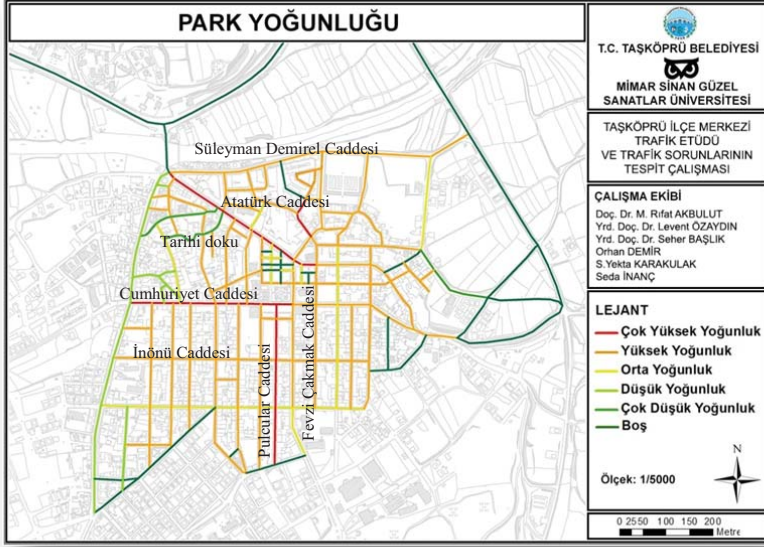 PARK YOĞUNLUĞU
T.C. TAŞKÖPRÜ BELEDİYESİ
MİMAR SİNAN GÜZEL
SANATLAR ÜNİVERSİTESİ
TAŞKÖPRÜ İLÇE MERKEZİ
TRAFİK ETÜDÜ
VE TRAFİK SORUNLARININ
TESPİT ÇALIŞMASI
ÇALIŞMA EKİBİ
Doç. Dr. M. Rıfat AKBULUT
Yrd. Doç. Dr. Levent ÖZAYDIN
Yrd. Doç. Dr. Seher BAŞLIK
Orhan DEMİR
S.Yekta KARAKULAK
Seda İNANÇ
LEJANT
Çok Yüksek Yoğunluk
Yüksek Yoğunluk
Orta Yoğunluk
Düşük Yoğunluk
Çok Düşük Yoğunluk
Boş
Ölçek: 1/5000
N
0 25 50 100 150 200
Metre
Süleyman Demirel Caddesi
Atatürk Caddesi
Tarihi doku
Cumhuriyet Caddesi
İnönü Caddesi
Pulcular Caddesi
Fevzi Çakmak Caddesi